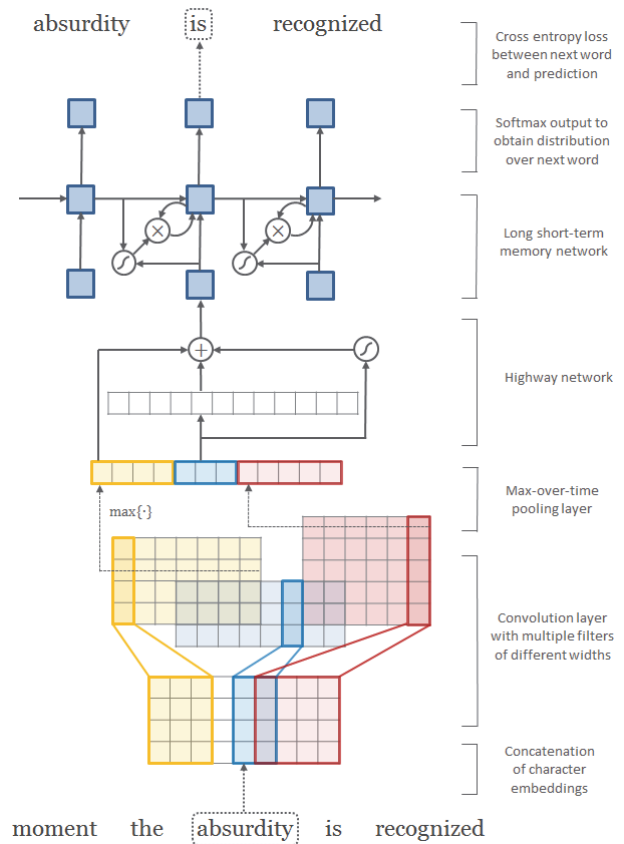 absurdity is recognized
Cross entropy loss
between next word
and prediction
Softmax output to
obtain distribution
over next word
Long short-term
memory network
×
×
+
Highway network
max{·}
Max-over-time
pooling layer
Convolution layer
with multiple filters
of different widths
Concatenation
of character
embeddings
moment the absurdity is recognized